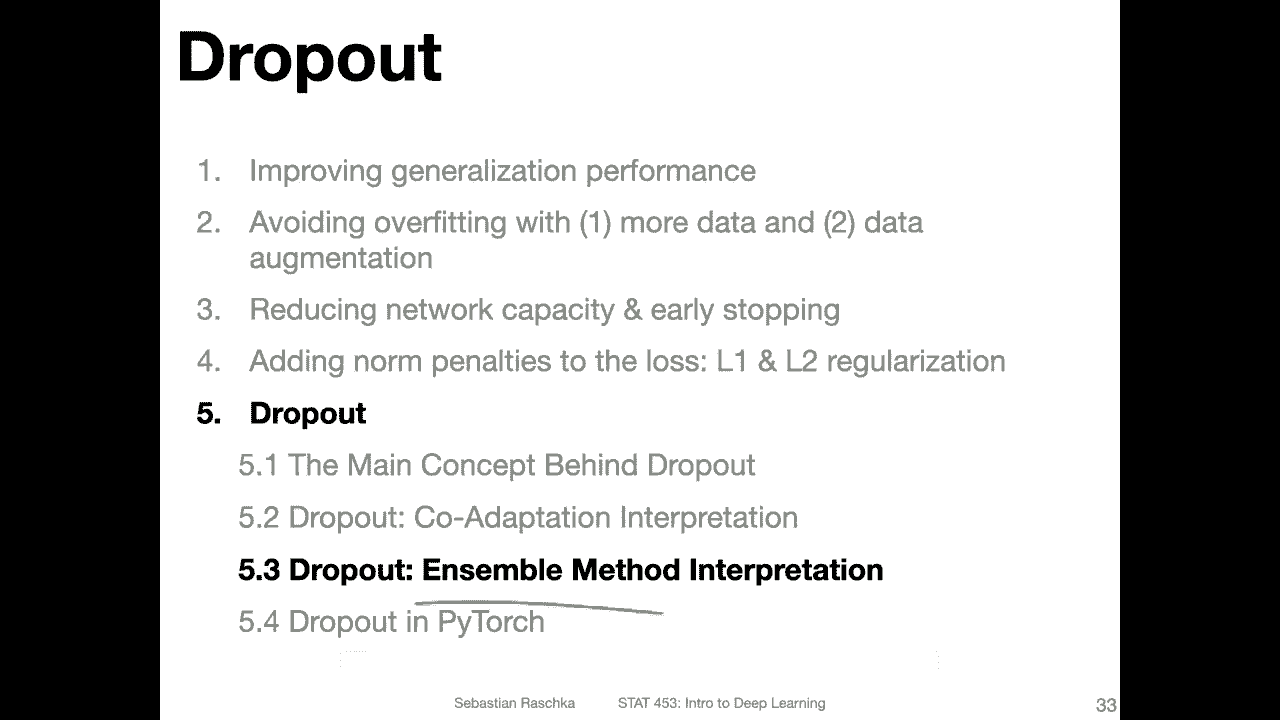 Dropout
1. Improving generalization performance
2. Avoiding overfitting with (1) more data and (2) data
augmentation
3. Reducing network capacity & early stopping
4. Adding norm penalties to the loss: L1 & L2 regularization
5. Dropout
5.1 The Main Concept Behind Dropout
5.2 Dropout: Co-Adaptation Interpretation
5.3 Dropout: Ensemble Method Interpretation
5.4 Dropout in PyTorch
Sebastian Raschka STAT 453: Intro to Deep Learning 33